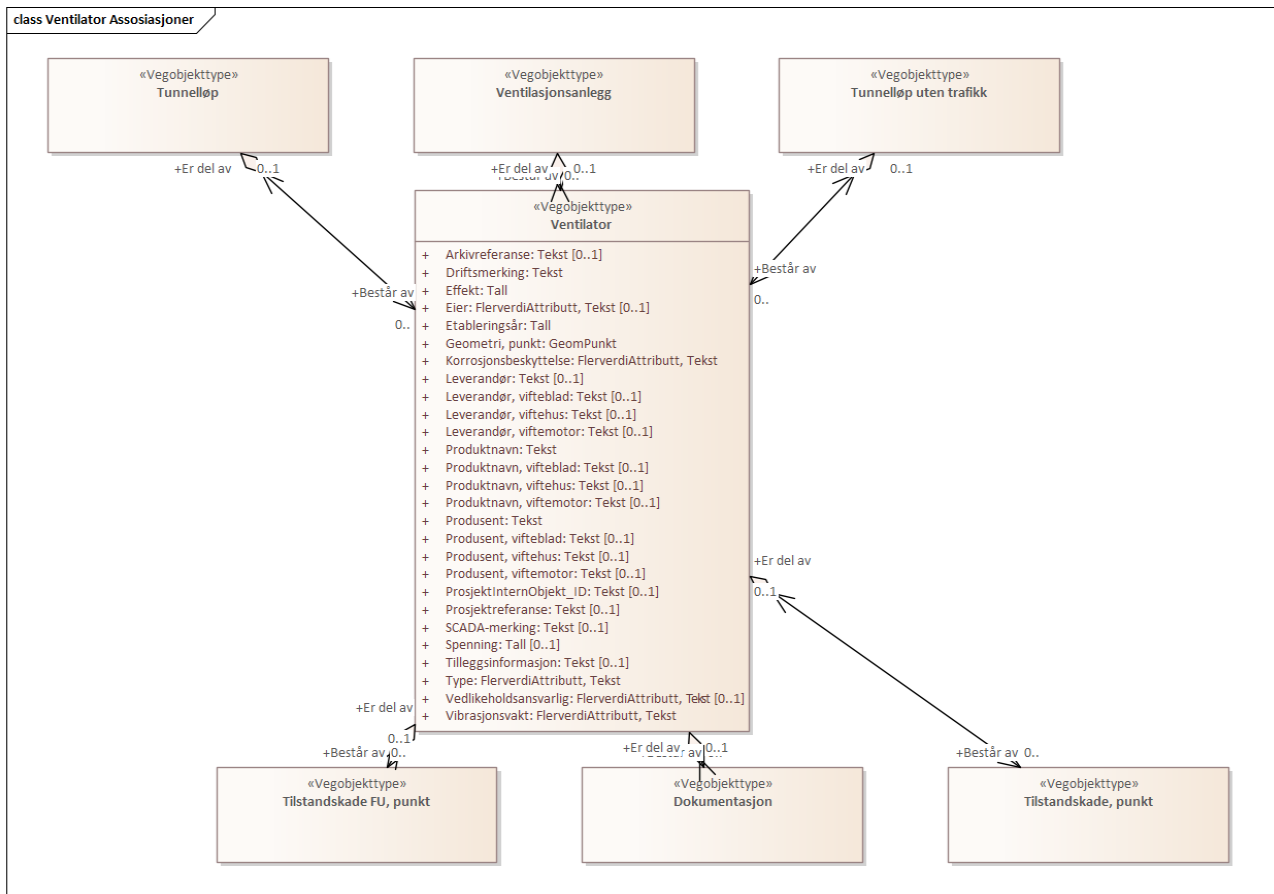 class Ventilator Assosiasjoner
«Vegobjekttype»
Tunnelløp
«Vegobjekttype»
Ventilasjonsanlegg
«Vegobjekttype»
Tunnelløp uten trafikk
+Er del av 0..1
+Er del av 0..1
+Er del av 0..1
+Består av 0..
+Består av
0..
+Består av
0..
«Vegobjekttype»
Ventilator
+ Arkivreferanse: Tekst [0..1]
+ Driftsmerking: Tekst
+ Effekt: Tall
+ Eier: FlerverdiAttributt, Tekst [0..1]
+ Etableringsår: Tall
+ Geometri, punkt: GeomPunkt
+ Korrosjonsbeskyttelse: FlerverdiAttributt, Tekst
+ Leverandør: Tekst [0..1]
+ Leverandør, vifteblad: Tekst [0..1]
+ Leverandør, viftehus: Tekst [0..1]
+ Leverandør, viftemotor: Tekst [0..1]
+ Produktnavn: Tekst
+ Produktnavn, vifteblad: Tekst [0..1]
+ Produktnavn, viftehus: Tekst [0..1]
+ Produktnavn, viftemotor: Tekst [0..1]
+ Produsent: Tekst
+ Produsent, vifteblad: Tekst [0..1]
+ Produsent, viftehus: Tekst [0..1]
+ Produsent, viftemotor: Tekst [0..1]
+ ProsjektInternObjekt_ID: Tekst [0..1]
+ Prosjektreferanse: Tekst [0..1]
+ SCADA-merking: Tekst [0..1]
+ Spenning: Tall [0..1]
+ Tilleggsinformasjon: Tekst [0..1]
+ Type: FlerverdiAttributt, Tekst
+ Vedlikeholdsansvarlig: FlerverdiAttributt, Tekst [0..1]
+ Vibrasjonsvakt: FlerverdiAttributt, Tekst
+Er del av
0..1
+Er del av
0..1
+Består av 0..
+Er del av 0..1
+Består av 0..
«Vegobjekttype»
Tilstandskade FU, punkt
«Vegobjekttype»
Dokumentasjon
«Vegobjekttype»
Tilstandskade, punkt